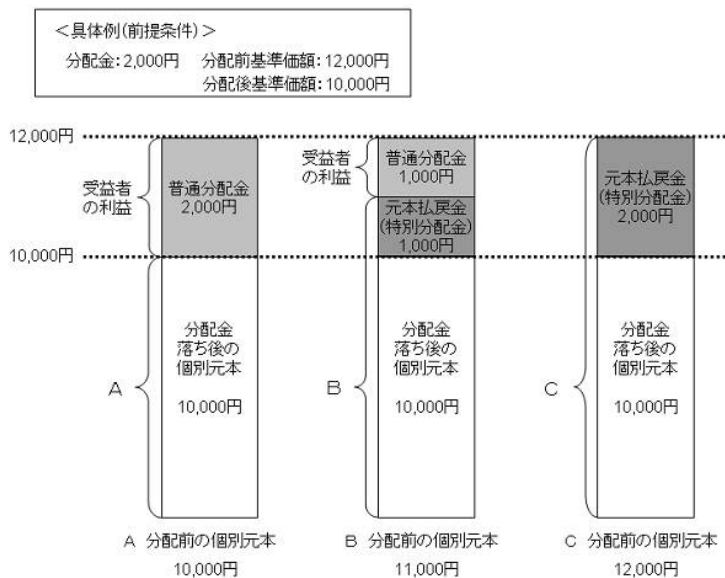 ＜具体例(前提条件)＞
分配金：2,000円　分配前基準価額：12,000円
分配後基準価額：10,000円
12,000円
10,000円
受益者
の利益
普通分配金
2,000円
A
分配金
落ち後の
個別元本
10,000円
受益者
の利益
普通分配金
1,000円
元本払戻金
(特別分配金)
1,000円
B
分配金
落ち後の
個別元本
10,000円
元本払戻金
(特別分配金)
2,000円
C
分配金
落ち後の
個別元本
10,000円
A 分配前の個別元本
10,000円
B 分配前の個別元本
11,000円
C 分配前の個別元本
12,000円